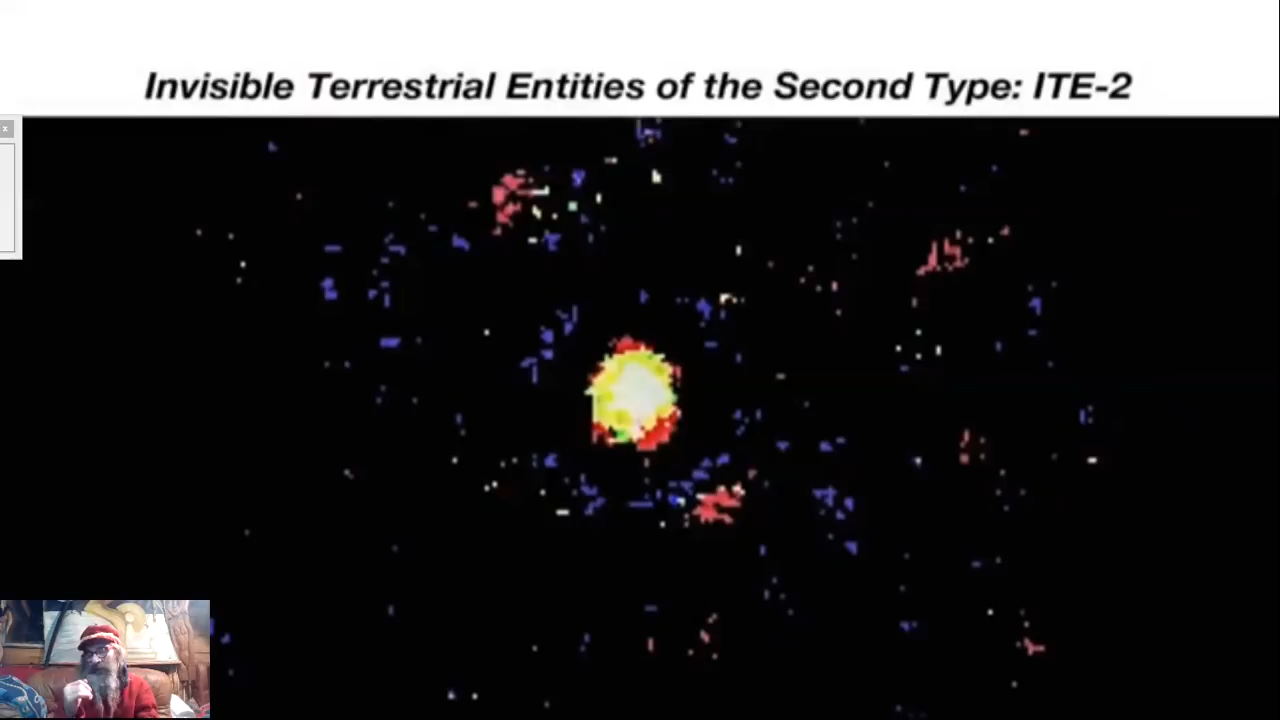 Invisible Terrestrial Entities of the Second Type: ITE-2
x